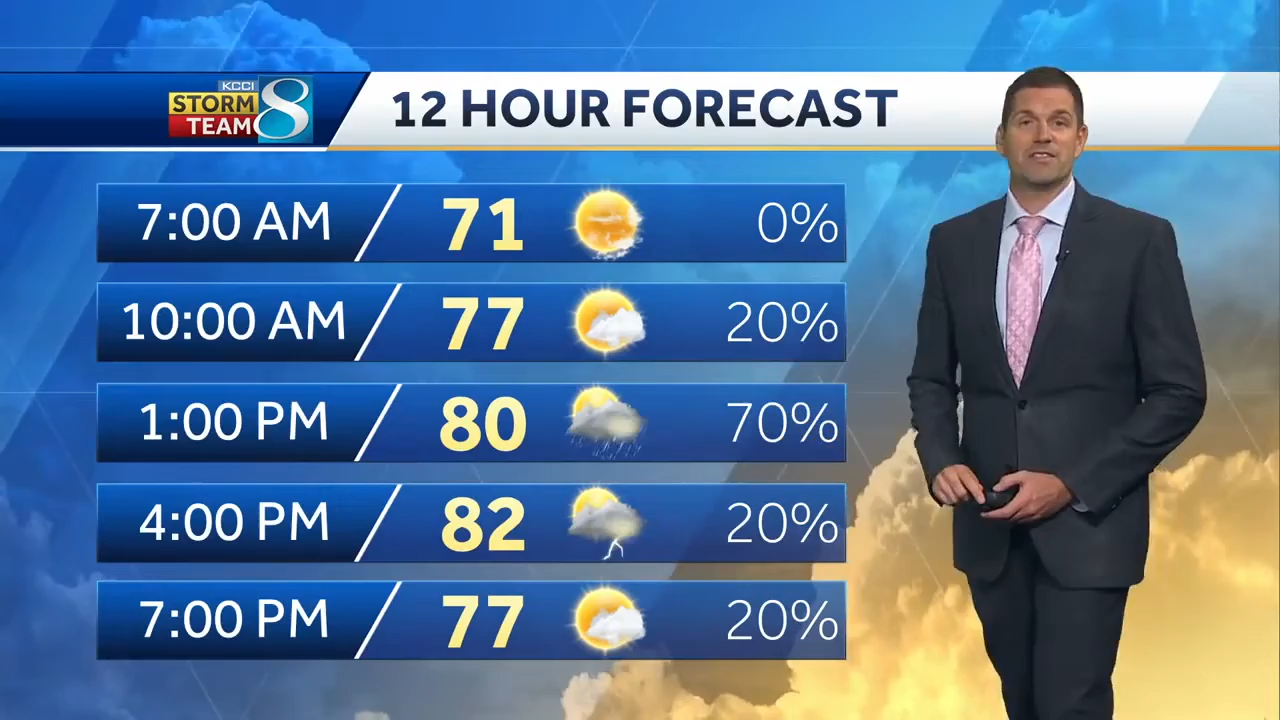 KCCI
STORM
TEAM 8
12 HOUR FORECAST
7:00 AM 71 0%
10:00 AM 77 20%
1:00 PM 80 70%
4:00 PM 82 20%
7:00 PM 77 20%